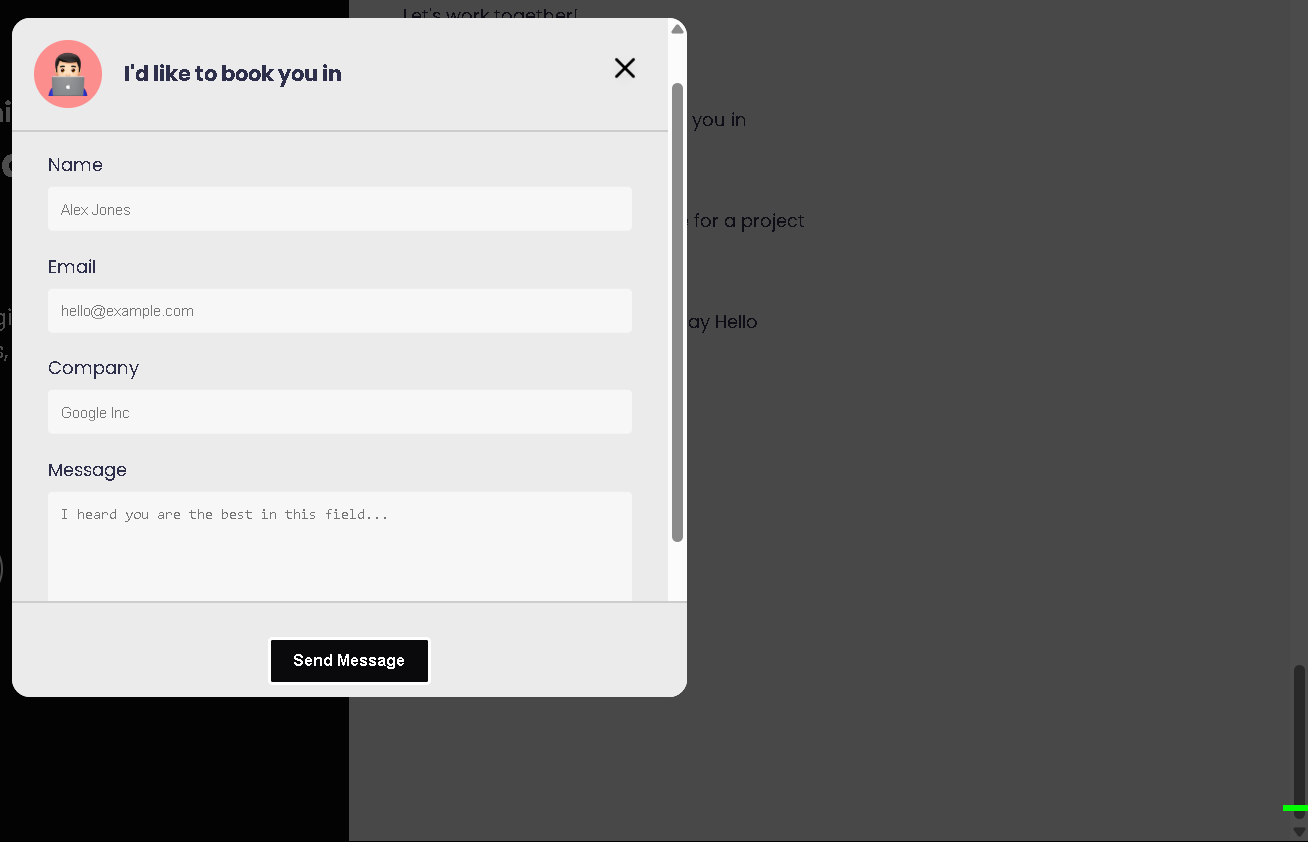 Let's work together!
I'd like to book you in
you in
Name
Alex Jones
for a project
Email
hello@example.com
ay Hello
Company
Google Inc
Message
I heard you are the best in this field...
Send Message